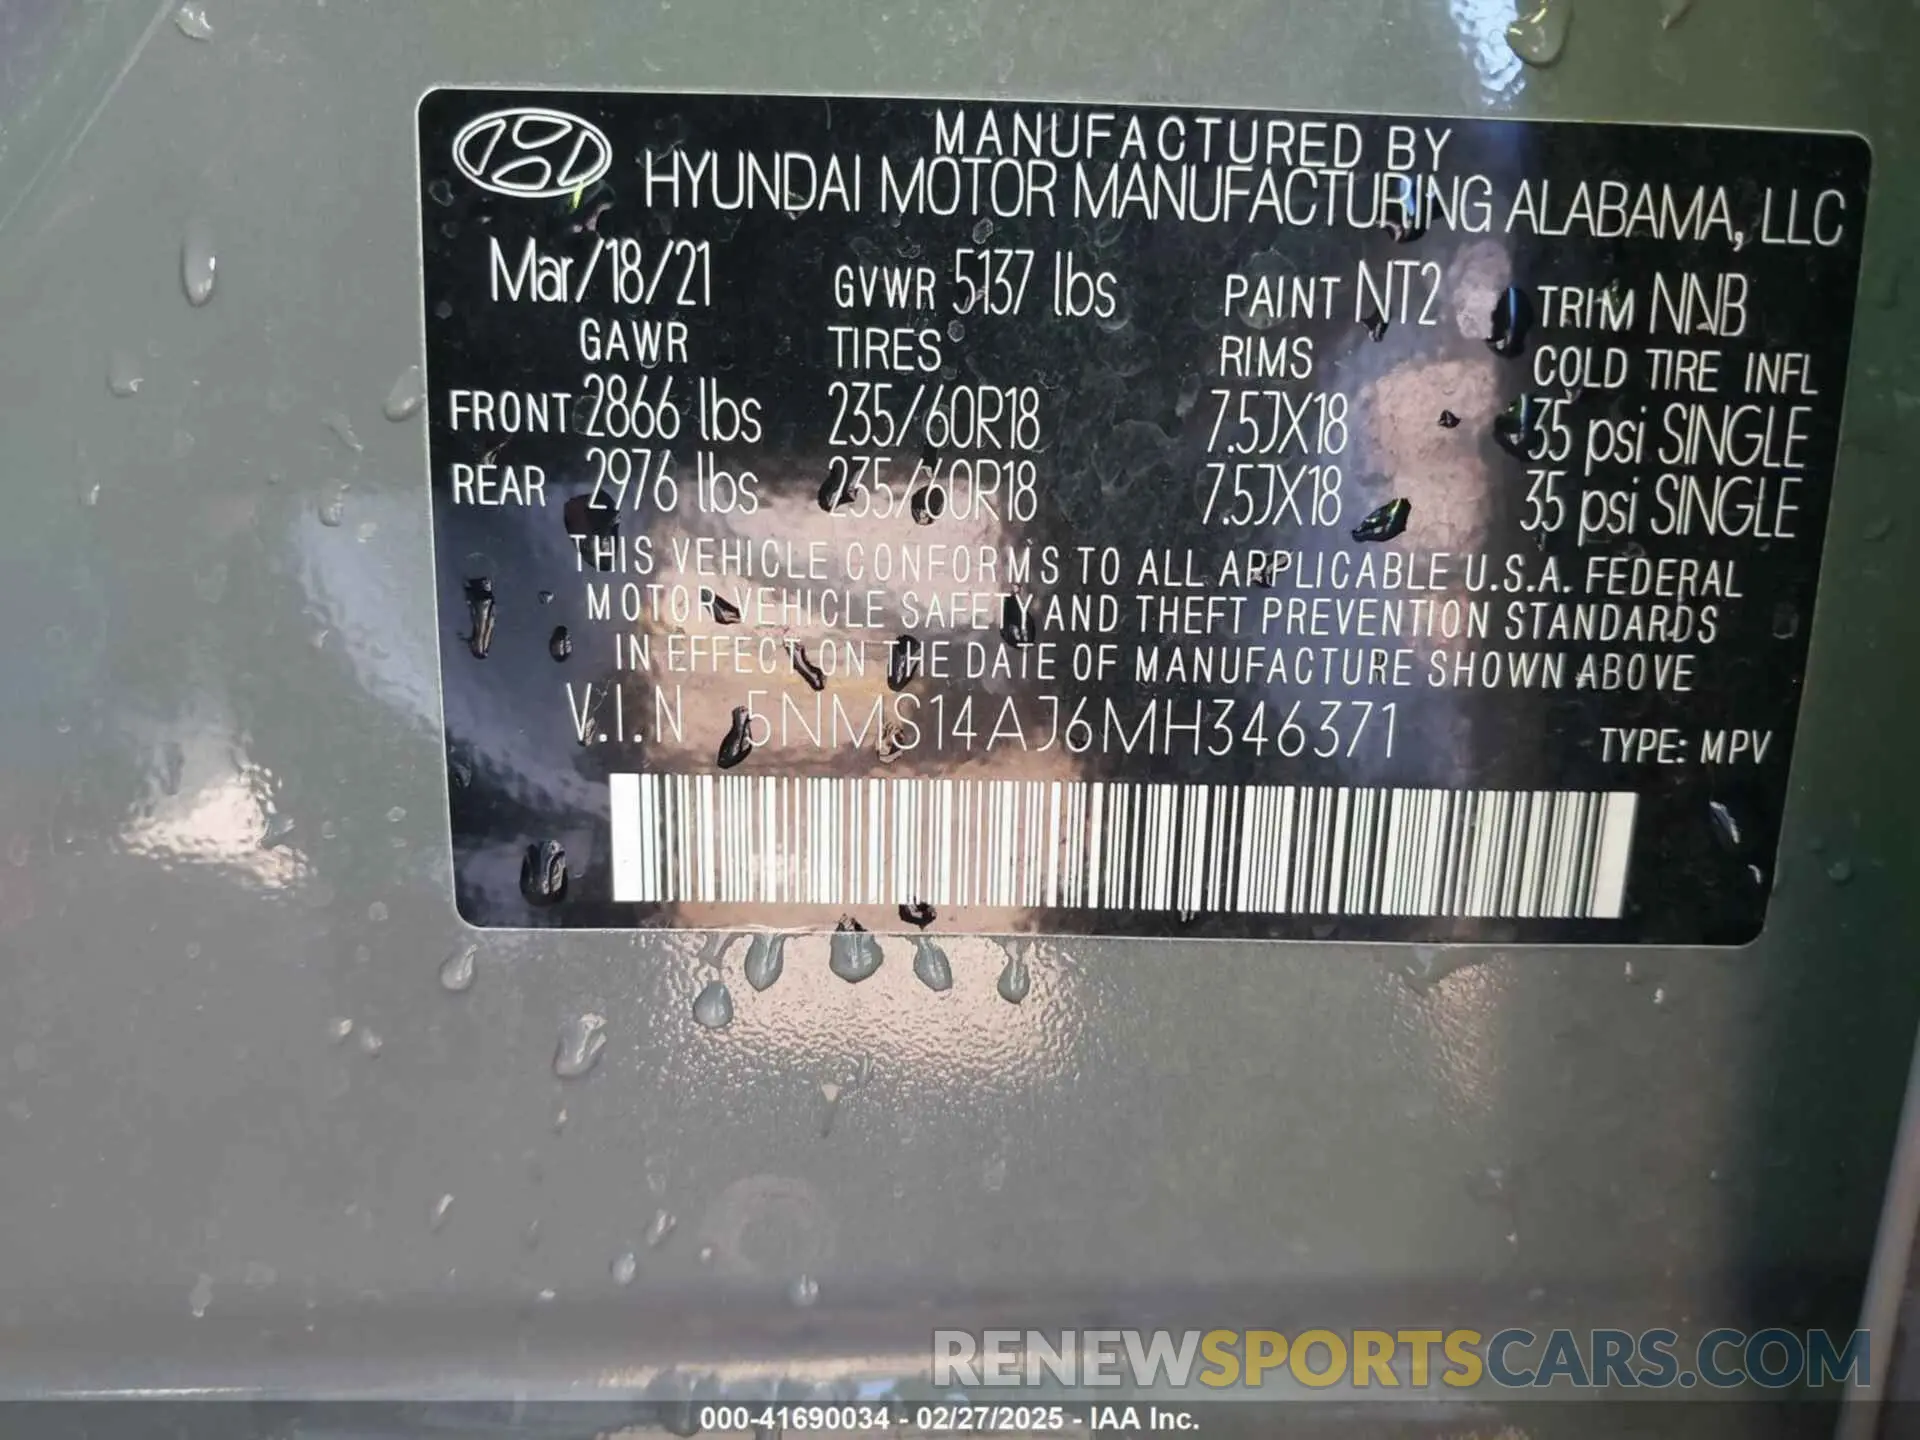 MANUFACTURED BY
HYUNDAI MOTOR MANUFACTURING ALABAMA, LLC
Mar/18/21 GVWR 5137 lbs PAINT NT2 TRIM NNB
GAWR TIRES RIMS COLD TIRE INFL
FRONT 2866 lbs 235/60R18 7.5JX18 35 psi SINGLE
REAR 2976 lbs 235/60R18 7.5JX18 35 psi SINGLE
THIS VEHICLE CONFORMS TO ALL APPLICABLE U.S.A. FEDERAL
MOTOR VEHICLE SAFETY AND THEFT PREVENTION STANDARDS
IN EFFECT ON THE DATE OF MANUFACTURE SHOWN ABOVE
V.I.N 5NMS14AJ6MH346371
TYPE: MPV
RENEWSPORTSCARS.COM
000-41690034 - 02/27/2025 - IAA Inc.